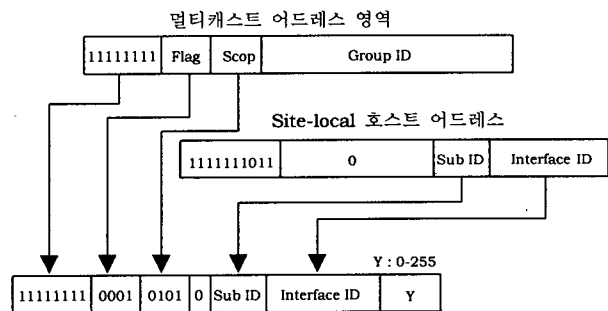 멀티캐스트 어드레스 영역
11111111 Flag Scop Group ID
Site-local 호스트 어드레스
1111111011 0 Sub ID Interface ID
Y : 0-255
11111111 0001 0101 0 Sub ID Interface ID Y